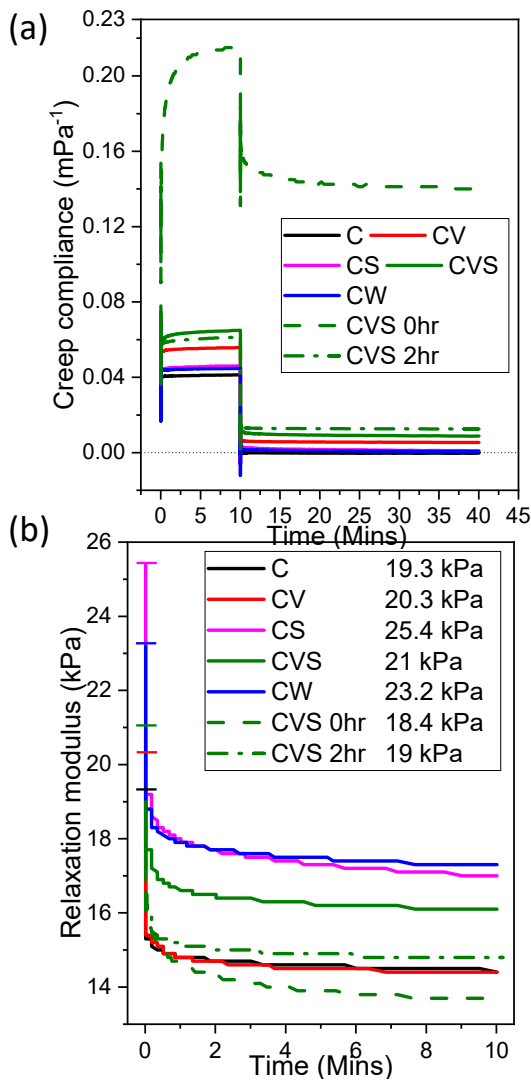 (a)
Creep compliance (mPa-1)
0.23
0.20
0.16
0.12
0.08
0.04
0.00
C CV
CS CVS
CW
CVS 0hr
CVS 2hr
0 5 10 15 20 25 30 35 40 45
Time (Mins)
(b)
Relaxation modulus (kPa)
26
24
22
20
18
16
14
C 19.3 kPa
CV 20.3 kPa
CS 25.4 kPa
CVS 21 kPa
CW 23.2 kPa
CVS 0hr 18.4 kPa
CVS 2hr 19 kPa
0 2 4 6 8 10
Time (Mins)